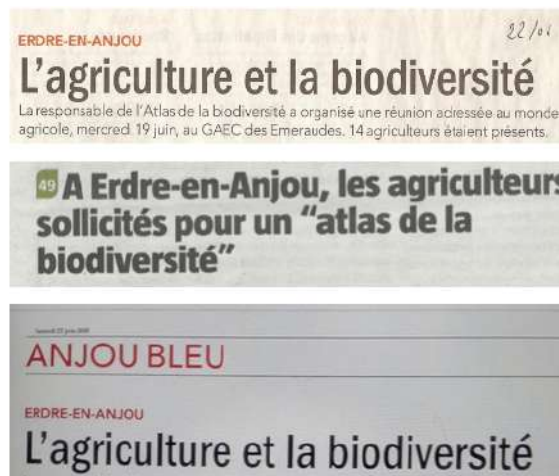 22/06
ERDRE-EN-ANJOU
L'agriculture et la biodiversité
La responsable de l'Atlas de la biodiversité a organisé une réunion adressée au monde
agricole, mercredi 19 juin, au GAEC des Emeraudes. 14 agriculteurs étaient présents.
49 A Erdre-en-Anjou, les agriculteurs
sollicités pour un "atlas de la
biodiversité"
ANJOU BLEU
ERDRE-EN-ANJOU
L'agriculture et la biodiversité